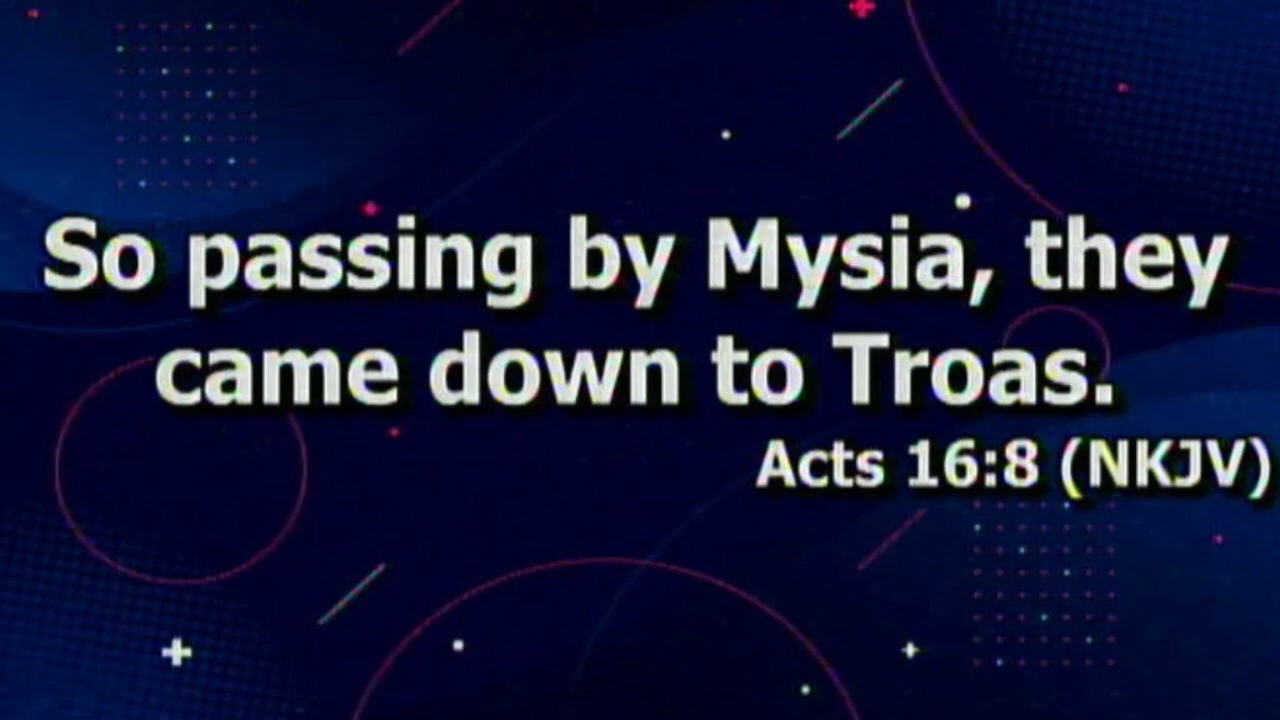 So passing by Mysia, they
came down to Troas.
Acts 16:8 (NKJV)